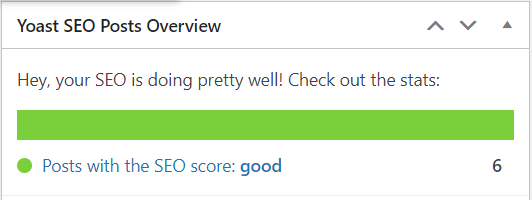 Yoast SEO Posts Overview
Hey, your SEO is doing pretty well! Check out the stats:
Posts with the SEO score: good 6